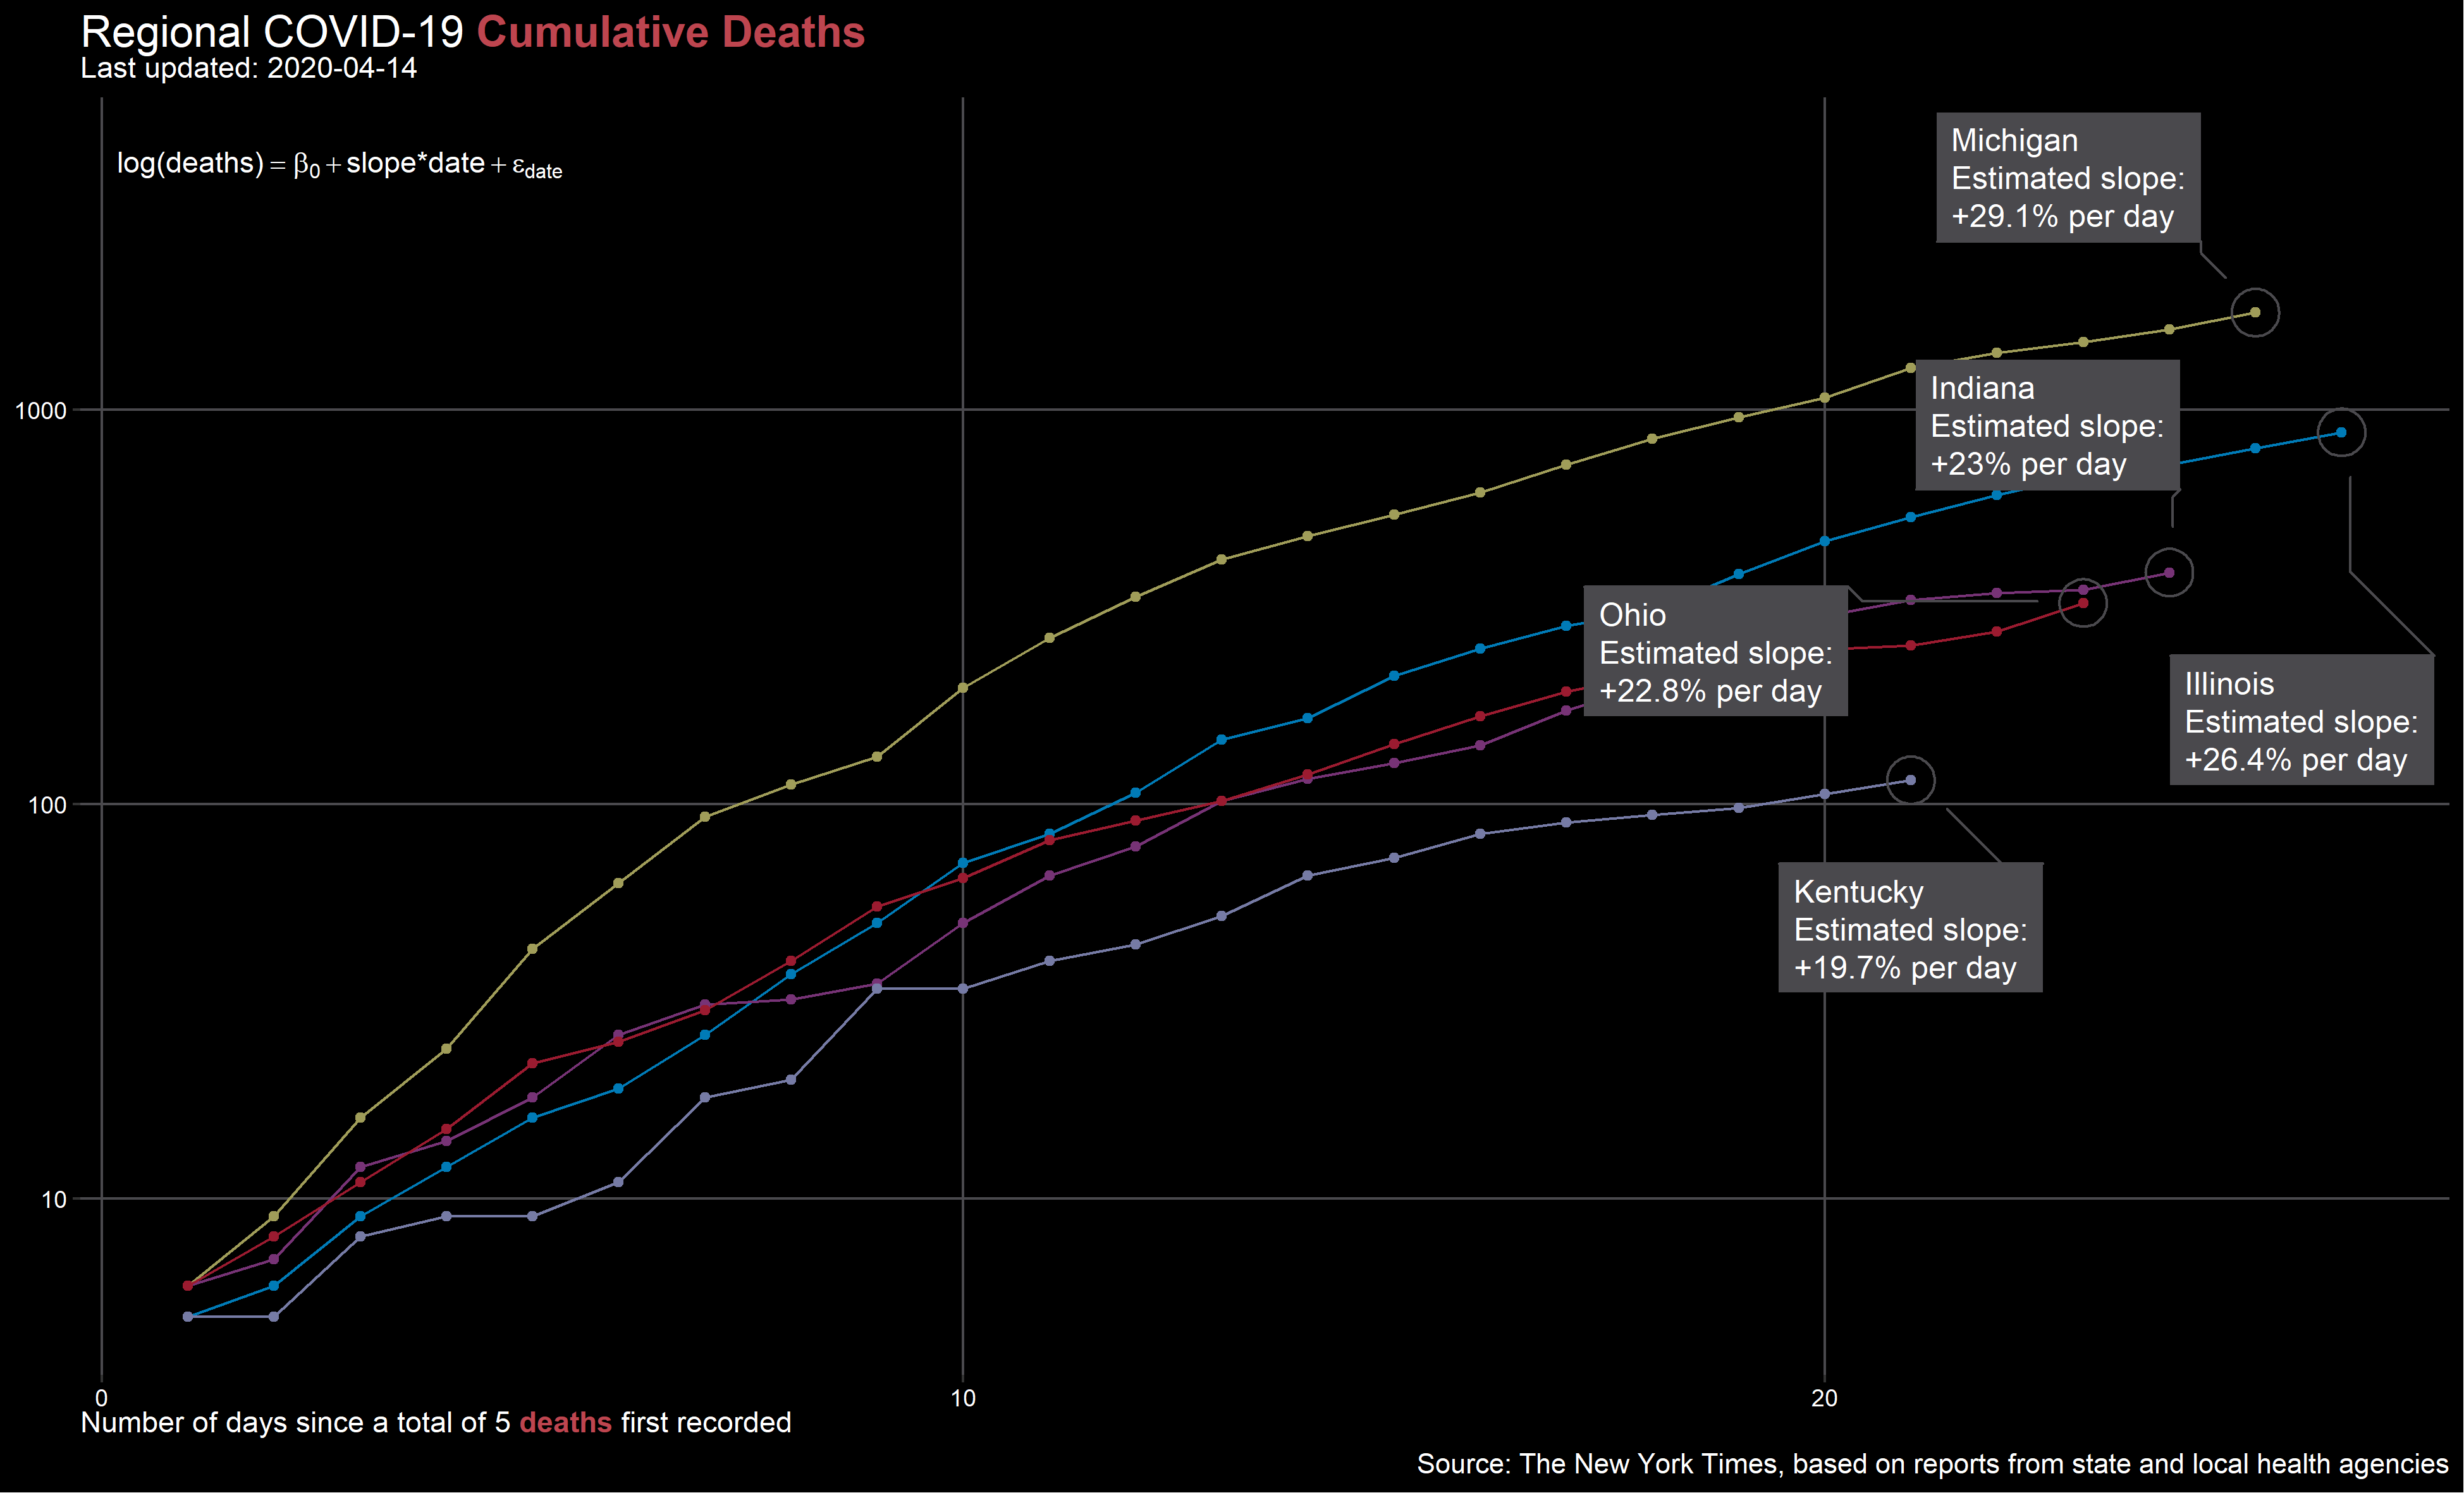 Regional COVID-19 Cumulative Deaths
Last updated: 2020-04-14
log(deaths) = β0 + slope*date + εdate
Michigan
Estimated slope:
+29.1% per day
1000
Indiana
Estimated slope:
+23% per day
Ohio
Estimated slope:
+22.8% per day
Illinois
Estimated slope:
+26.4% per day
100
Kentucky
Estimated slope:
+19.7% per day
10
0
10
20
Number of days since a total of 5 deaths first recorded
Source: The New York Times, based on reports from state and local health agencies